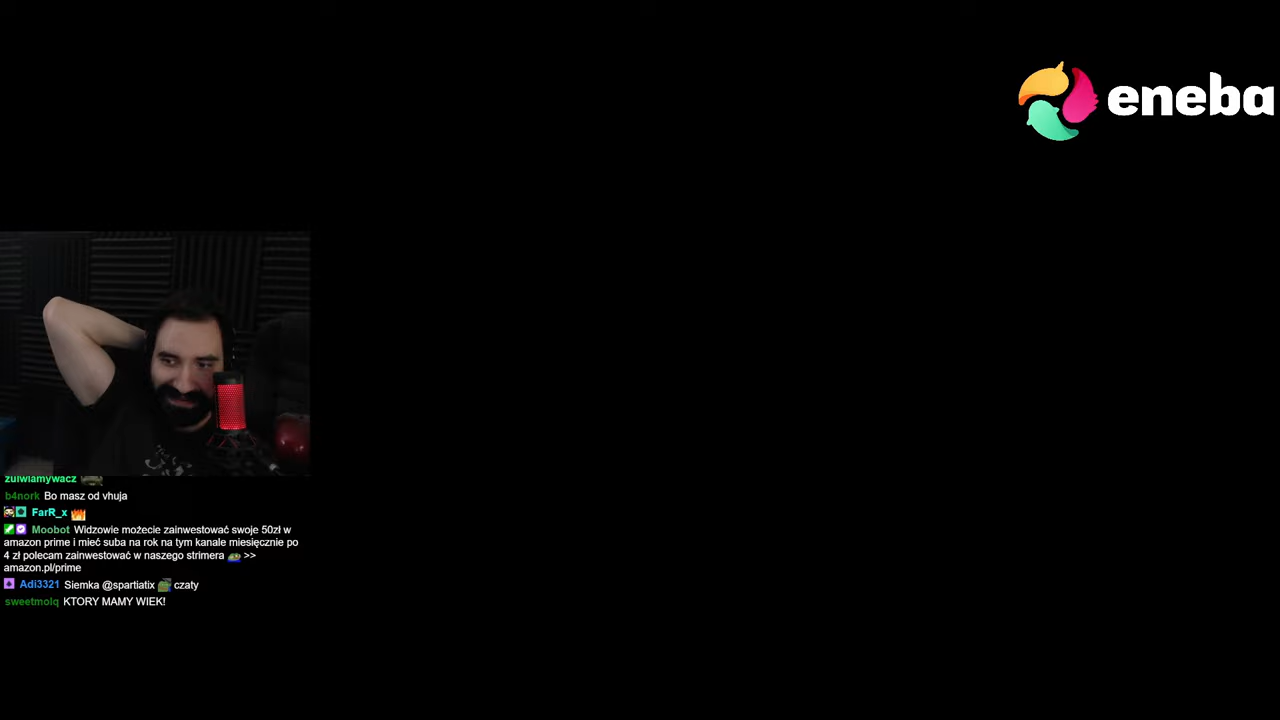 eneba
zulwiamywacz
b4nork Bo masz od vhuja
FarR_x
Moobot Widzowie możecie zainwestować swoje 50zł w
amazon prime i mieć suba na rok na tym kanale miesięcznie po
4 zł polecam zainwestować w naszego strimera >>
amazon.pl/prime
Adi3321 Siemka @spartiatix czaty
sweetmolq KTORY MAMY WIEK!